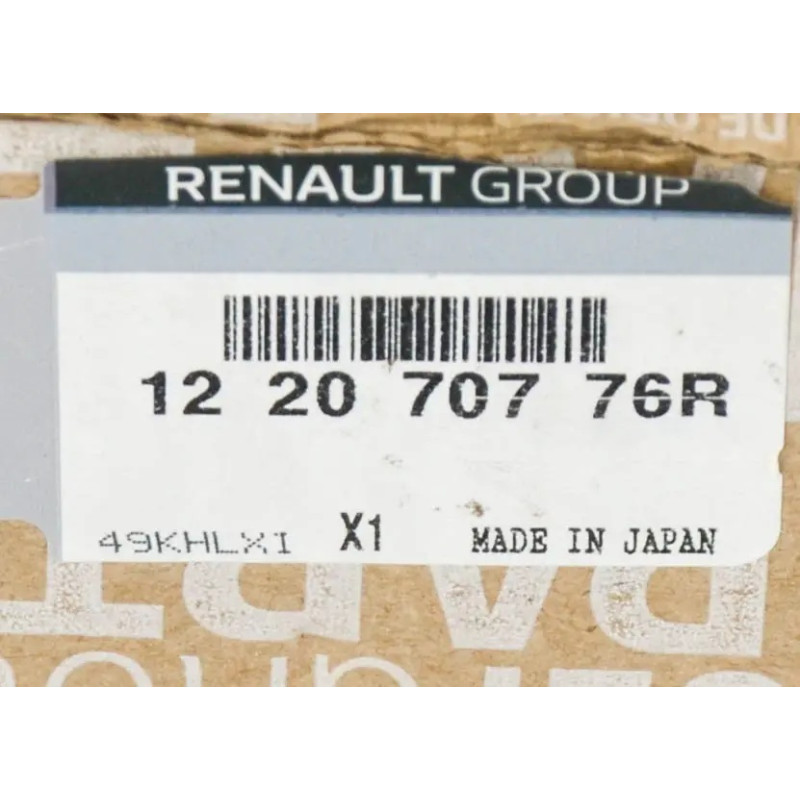 RENAULT GROUP
12 20 707 76R
49KHLXI X1 MADE IN JAPAN